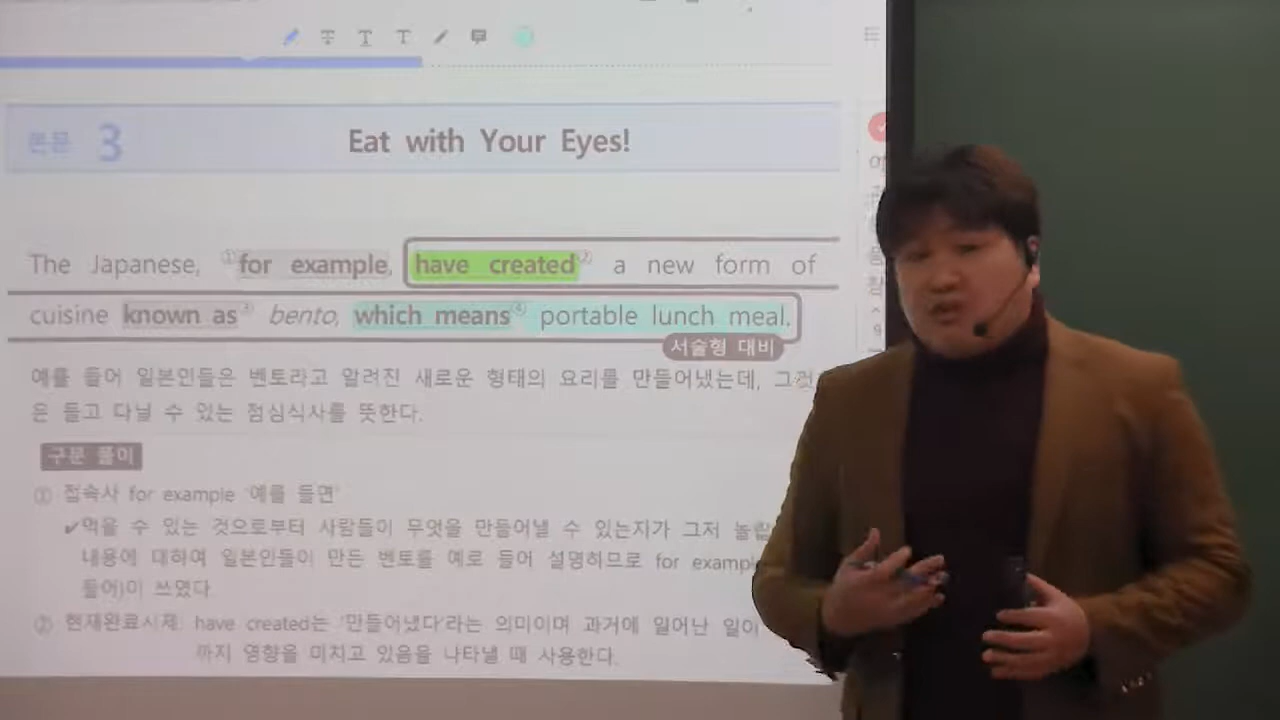 본문 3 Eat with Your Eyes!
The Japanese, ①for example, have created② a new form of
cuisine known as③ bento, which means④ portable lunch meal.
서술형 대비
예를 들어 일본인들은 벤토라고 알려진 새로운 형태의 요리를 만들어냈는데, 그것
은 들고 다닐 수 있는 점심식사를 뜻한다.
구문 풀이
① 접속사 for example '예를 들면'
✔먹을 수 있는 것으로부터 사람들이 무엇을 만들어낼 수 있는지가 그저 놀랍
내용에 대하여 일본인들이 만든 벤토를 예로 들어 설명하므로 for exampl
들어)이 쓰였다.
② 현재완료시제: have created는 '만들어냈다'라는 의미이며 과거에 일어난 일이
까지 영향을 미치고 있음을 나타낼 때 사용한다.